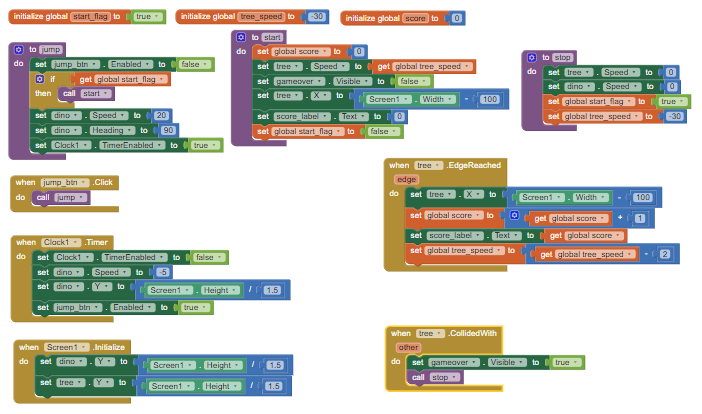 initialize global start_flag to true
initialize global tree_speed to -30
initialize global score to 0
to jump
do set jump_btn . Enabled to false
if get global start_flag
then call start
set dino . Speed to 20
set dino . Heading to 90
set Clock1 . TimerEnabled to true
to start
do set global score to 0
set tree . Speed to get global tree_speed
set gameover . Visible to false
set tree . X to Screen1 . Width - 100
set score_label . Text to 0
set global start_flag to false
to stop
do set tree . Speed to 0
set dino . Speed to 0
set global start_flag to true
set global tree_speed to -30
when jump_btn .Click
do call jump
when tree .EdgeReached
edge
do set tree . X to Screen1 . Width - 100
set global score to get global score + 1
set score_label . Text to get global score
set global tree_speed to get global tree_speed - 2
when Clock1 .Timer
do set Clock1 . TimerEnabled to false
set dino . Speed to -5
set dino . Y to Screen1 . Height / 1.5
set jump_btn . Enabled to true
when Screen1 .Initialize
do set dino . Y to Screen1 . Height / 1.5
set tree . Y to Screen1 . Height / 1.5
when tree .CollidedWith
other
do set gameover . Visible to true
call stop